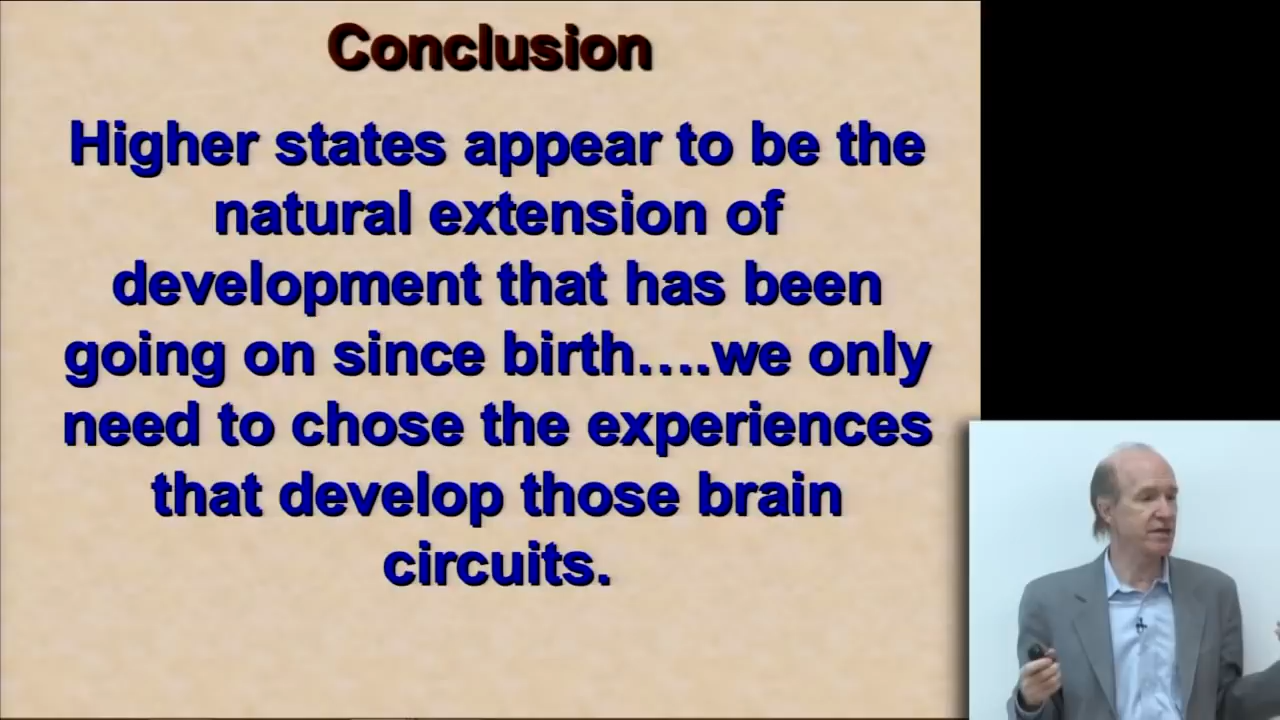 Conclusion
Higher states appear to be the
natural extension of
development that has been
going on since birth….we only
need to chose the experiences
that develop those brain
circuits.